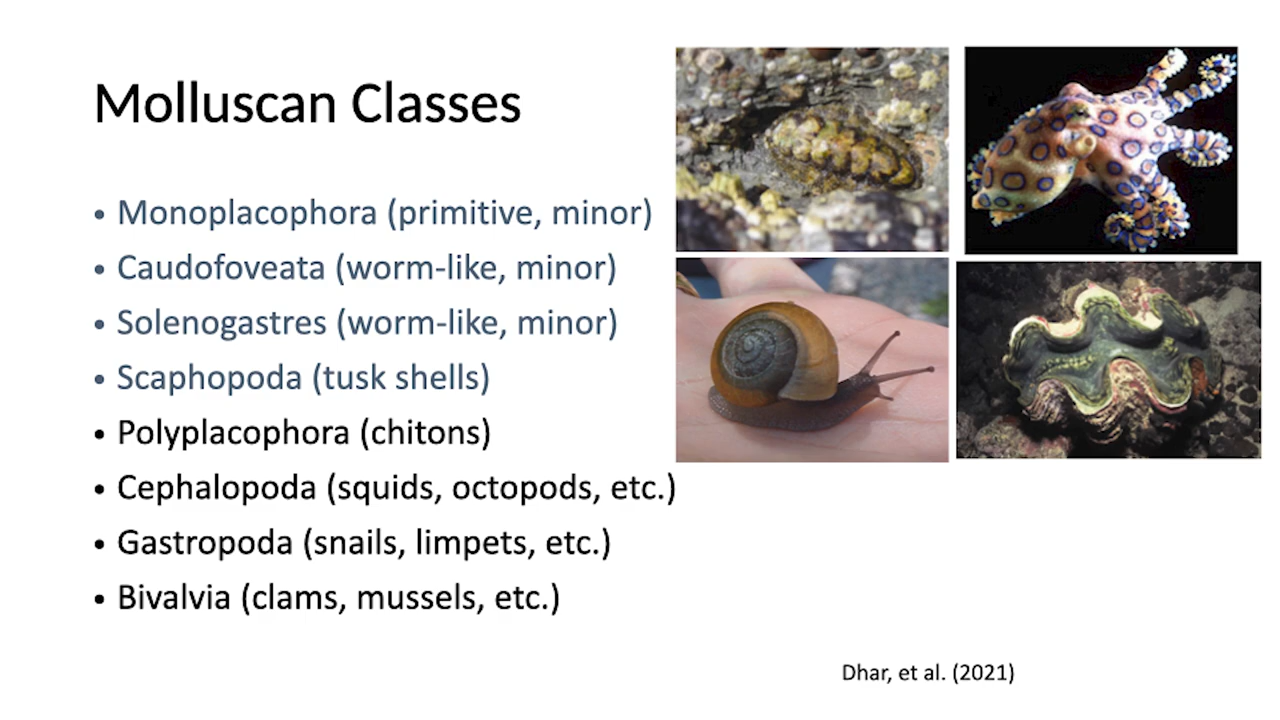 Molluscan Classes
• Monoplacophora (primitive, minor)
• Caudofoveata (worm-like, minor)
• Solenogastres (worm-like, minor)
• Scaphopoda (tusk shells)
• Polyplacophora (chitons)
• Cephalopoda (squids, octopods, etc.)
• Gastropoda (snails, limpets, etc.)
• Bivalvia (clams, mussels, etc.)
Dhar, et al. (2021)